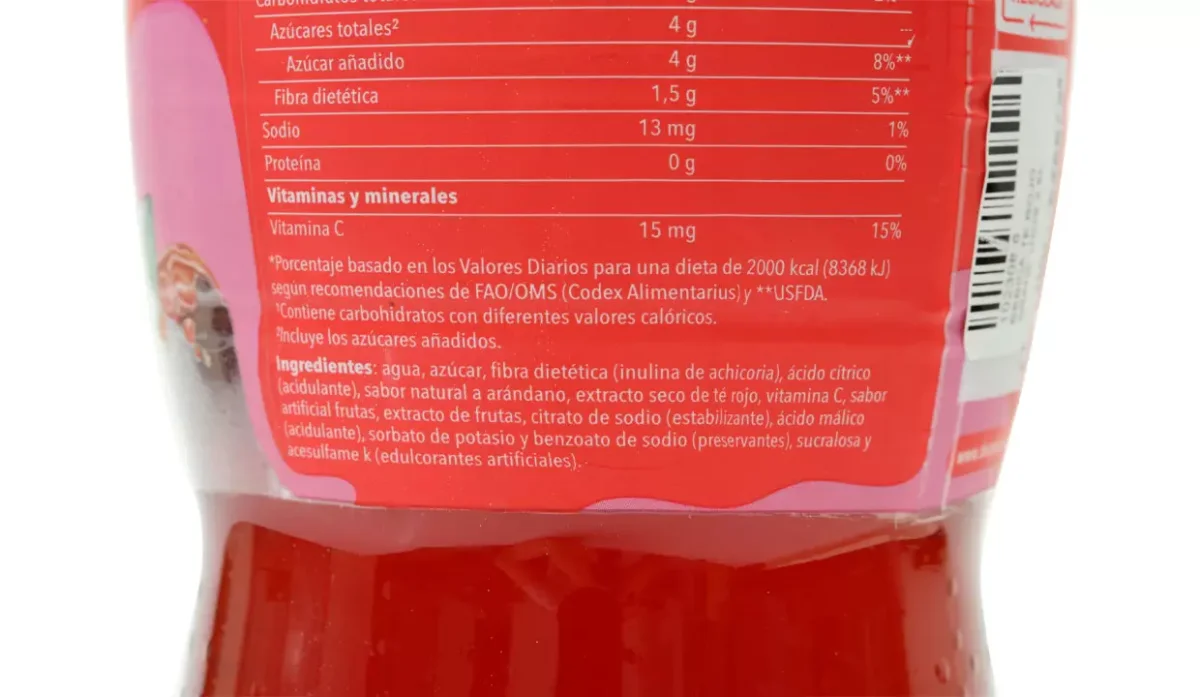 Azúcares totales² 4 g ---
Azúcar añadido 4 g 8%**
Fibra dietética 1,5 g 5%**
Sodio 13 mg 1%
Proteína 0 g 0%
Vitaminas y minerales
Vitamina C 15 mg 15%
*Porcentaje basado en los Valores Diarios para una dieta de 2000 kcal (8368 kJ)
según recomendaciones de FAO/OMS (Codex Alimentarius) y **USFDA.
¹Contiene carbohidratos con diferentes valores calóricos.
²Incluye los azúcares añadidos.
Ingredientes: agua, azúcar, fibra dietética (inulina de achicoria), ácido cítrico
(acidulante), sabor natural a arándano, extracto seco de té rojo, vitamina C, sabor
artificial frutas, extracto de frutas, citrato de sodio (estabilizante), ácido málico
(acidulante), sorbato de potasio y benzoato de sodio (preservantes), sucralosa y
acesulfame k (edulcorantes artificiales).